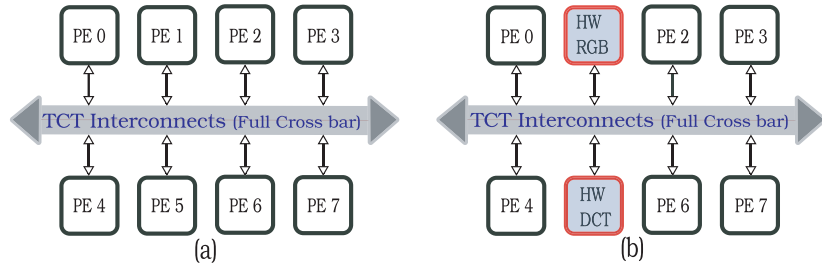 PE 0 PE 1 PE 2 PE 3
TCT Interconnects (Full Cross bar)
PE 4 PE 5 PE 6 PE 7
(a)
PE 0 HW RGB PE 2 PE 3
TCT Interconnects (Full Cross bar)
PE 4 HW DCT PE 6 PE 7
(b)